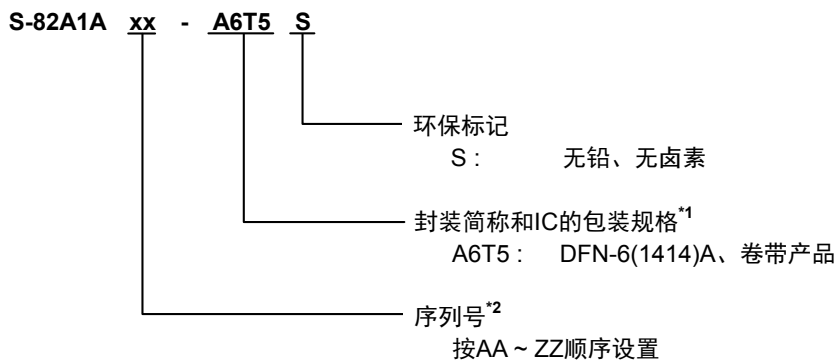 S-82A1A xx - A6T5 S
环保标记
S : 无铅、无卤素
封装简称和IC的包装规格*1
A6T5 : DFN-6(1414)A、卷带产品
序列号*2
按AA ~ ZZ顺序设置